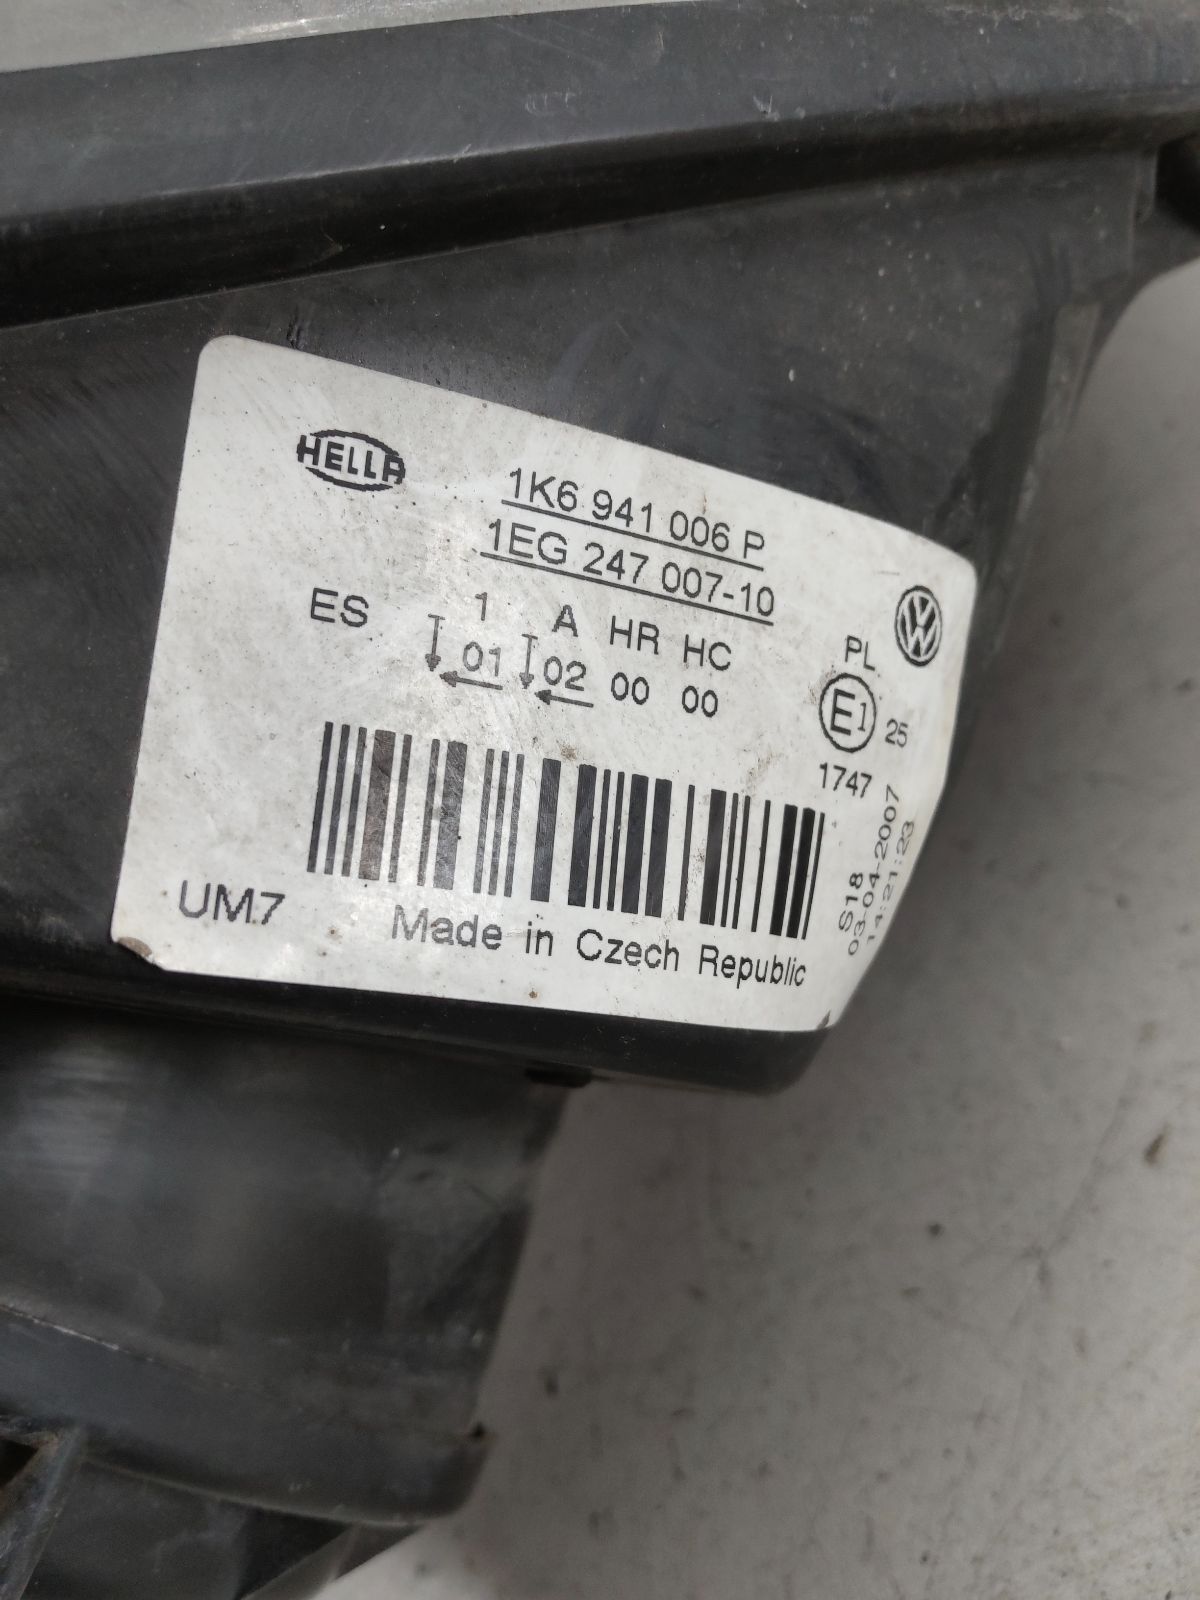 HELLA
1K6 941 006 P
1EG 247 007-10
ES 1 A HR HC
01 02 00 00
PL
E1 25
1747
S18
03-04-2007
14:21:23
UM7
Made in Czech Republic